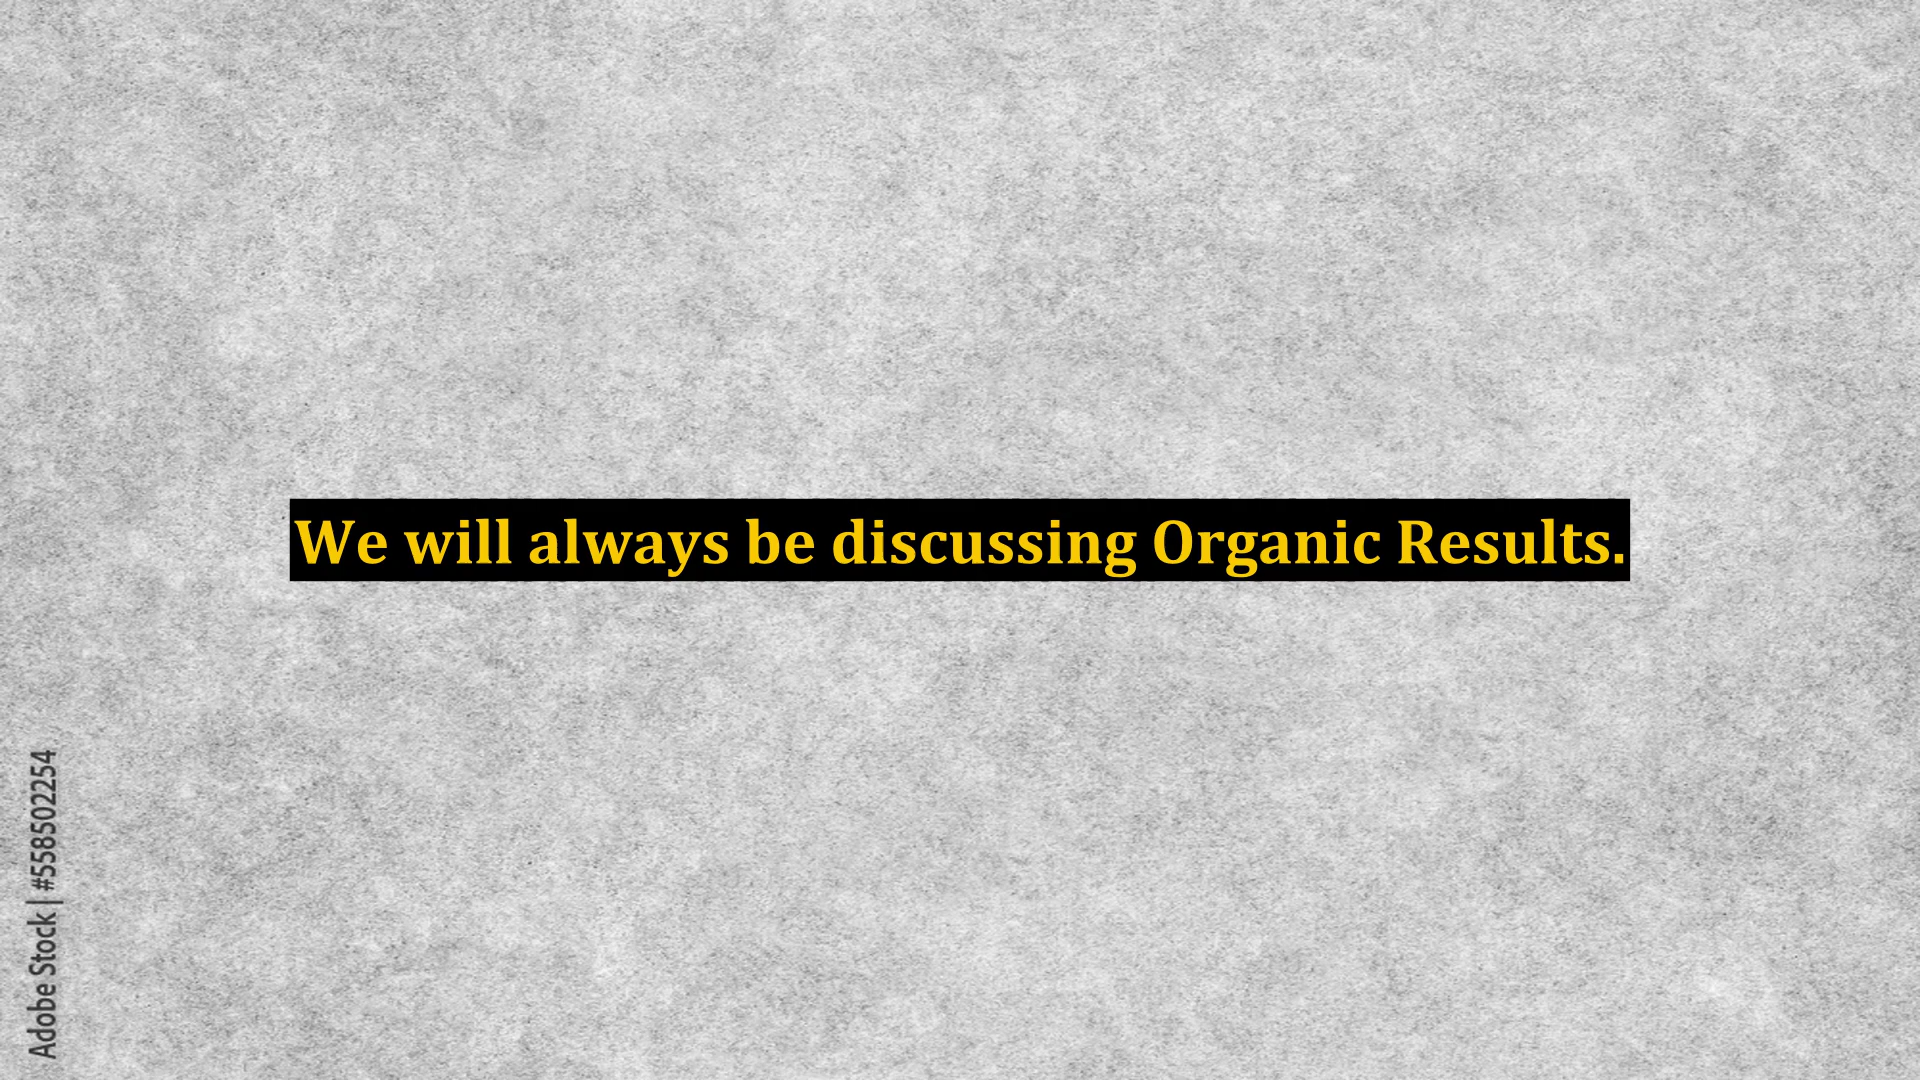 We will always be discussing Organic Results.
Adobe Stock | #558502254